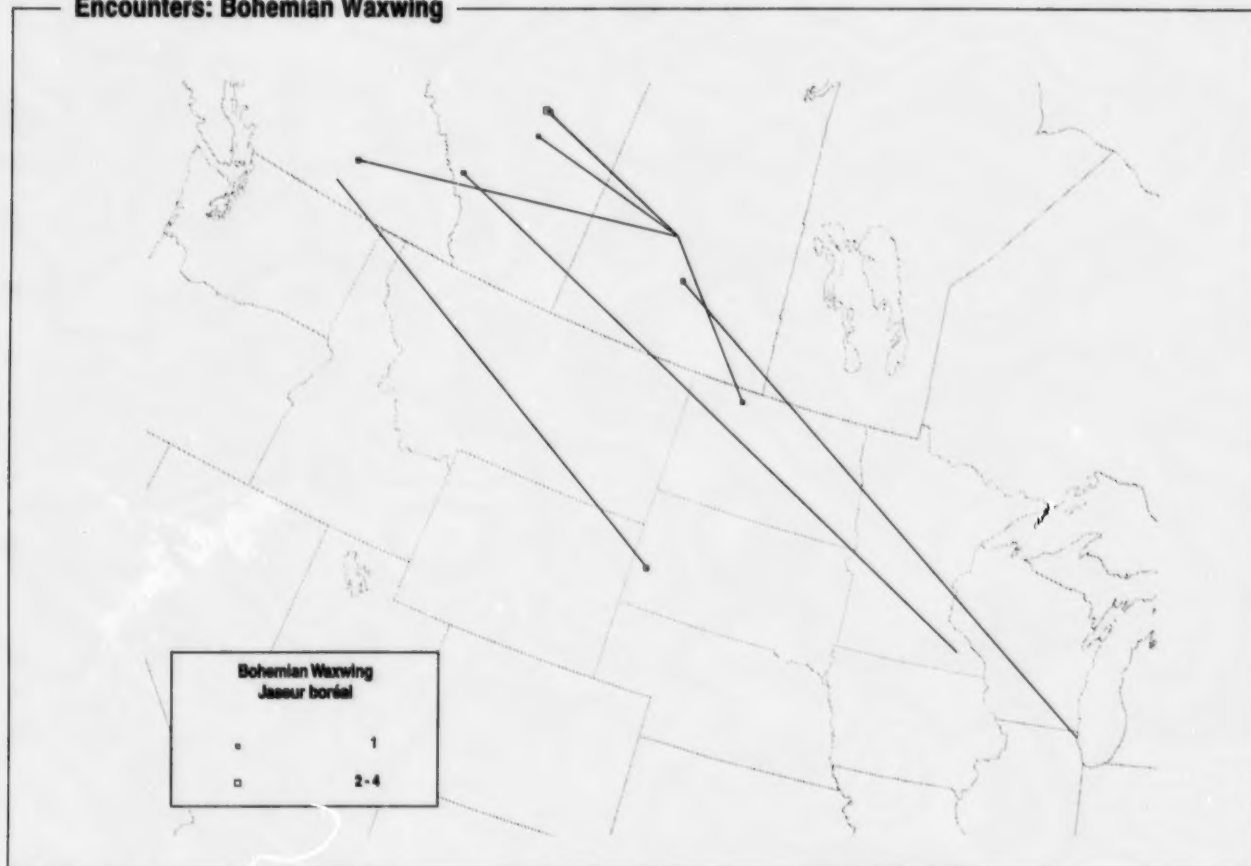 Encounters: Bohemian Waxwing
Bohemian Waxwing
Jaseur boréal
1
2 - 4